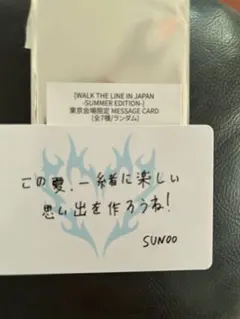 [WALK THE LINE IN JAPAN
-SUMMER EDITION-]
東京会場限定 MESSAGE CARD
(全7種/ランダム)
この愛、一緒に楽しい
思い出を作ろうね!
SUNOO